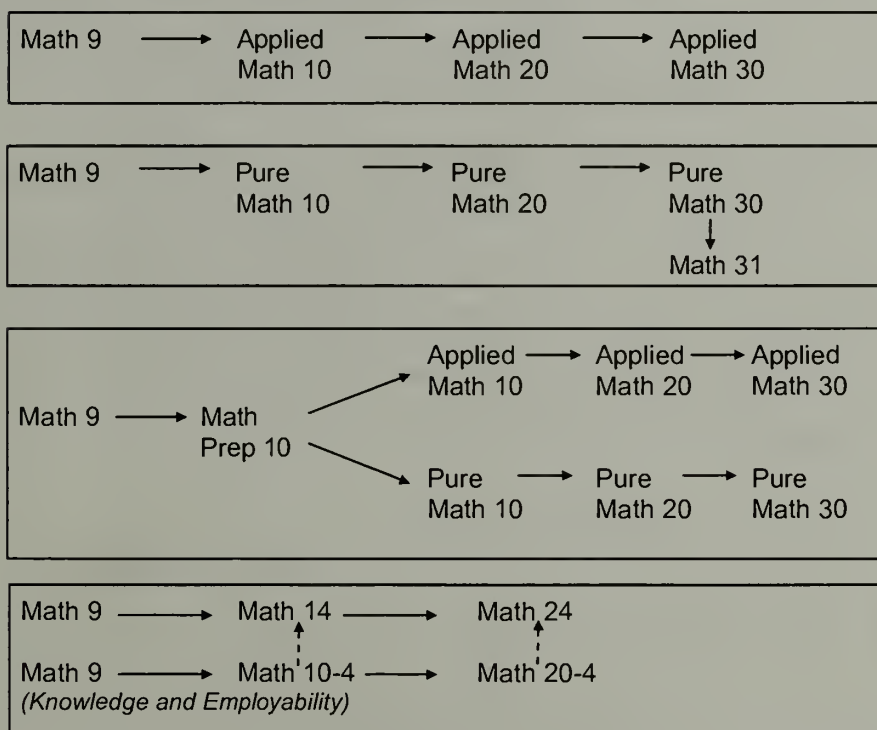 Math 9 Applied Applied Applied
Math 10 Math 20 Math 30
Math 9 Pure Pure Pure
Math 10 Math 20 Math 30
Math 31
Applied Applied Applied
Math 10 Math 20 Math 30
Math 9 Math
Prep 10
Pure Pure Pure
Math 10 Math 20 Math 30
Math 9 Math 14 Math 24
Math 9 Math 10-4 Math 20-4
(Knowledge and Employability)